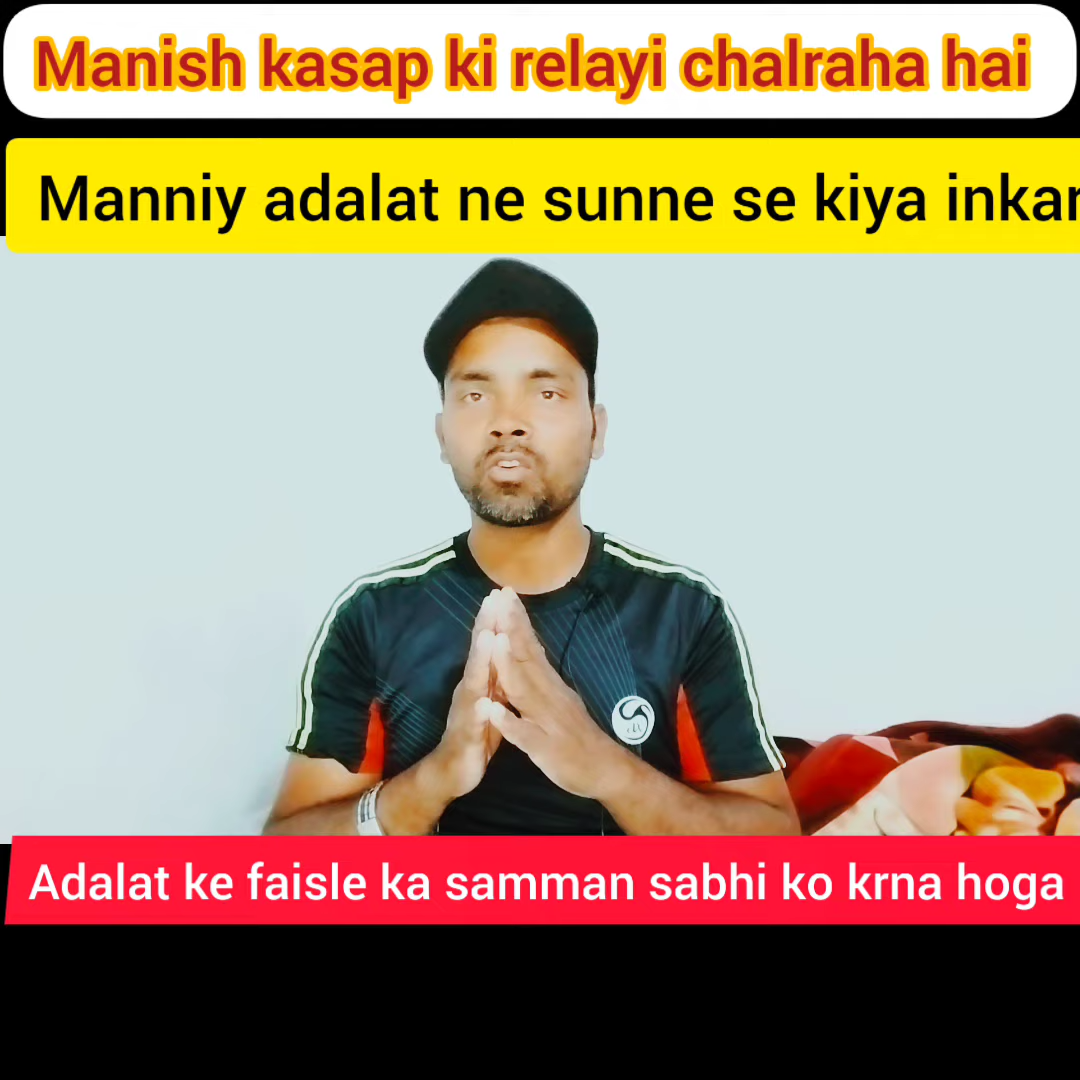 Manish kasap ki relayi chalraha hai
Manniy adalat ne sunne se kiya inkar
Adalat ke faisle ka samman sabhi ko krna hoga